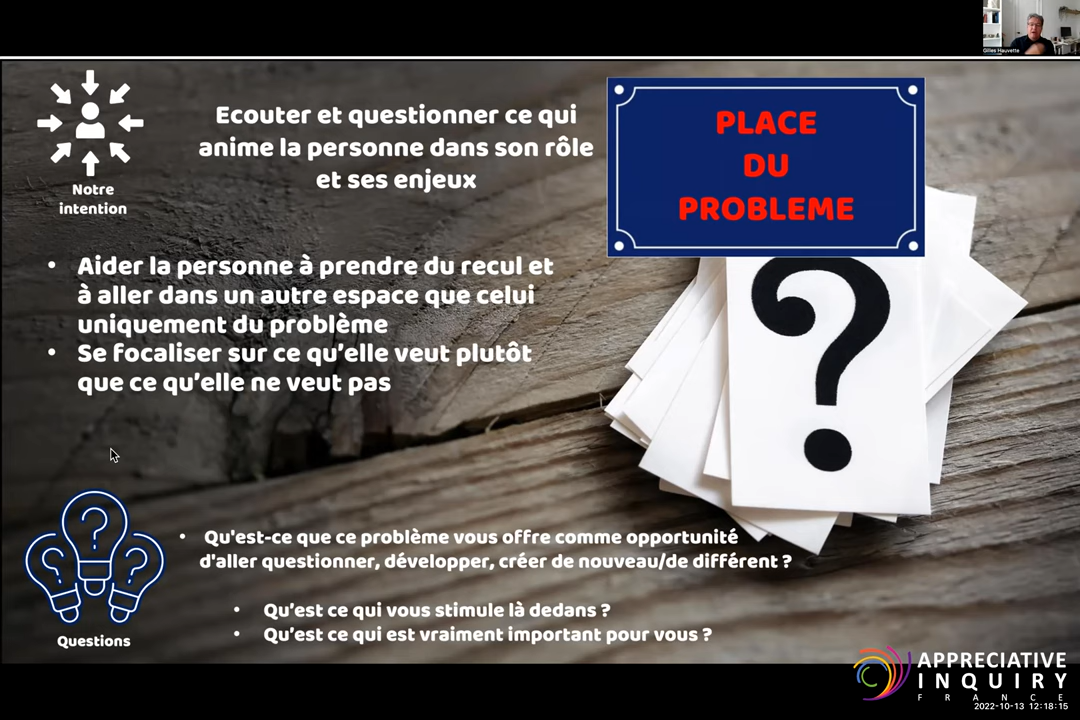 Gilles Hauvette
Notre
intention
Ecouter et questionner ce qui
anime la personne dans son rôle
et ses enjeux
PLACE
DU
PROBLEME
?
• Aider la personne à prendre du recul et
à aller dans un autre espace que celui
uniquement du problème
• Se focaliser sur ce qu'elle veut plutôt
que ce qu'elle ne veut pas
? ? ?
Questions
• Qu'est-ce que ce problème vous offre comme opportunité
d'aller questionner, développer, créer de nouveau/de différent ?
• Qu'est ce qui vous stimule là dedans ?
• Qu'est ce qui est vraiment important pour vous ?
APPRECIATIVE
INQUIRY
FRANCE
2022-10-13 12:18:15